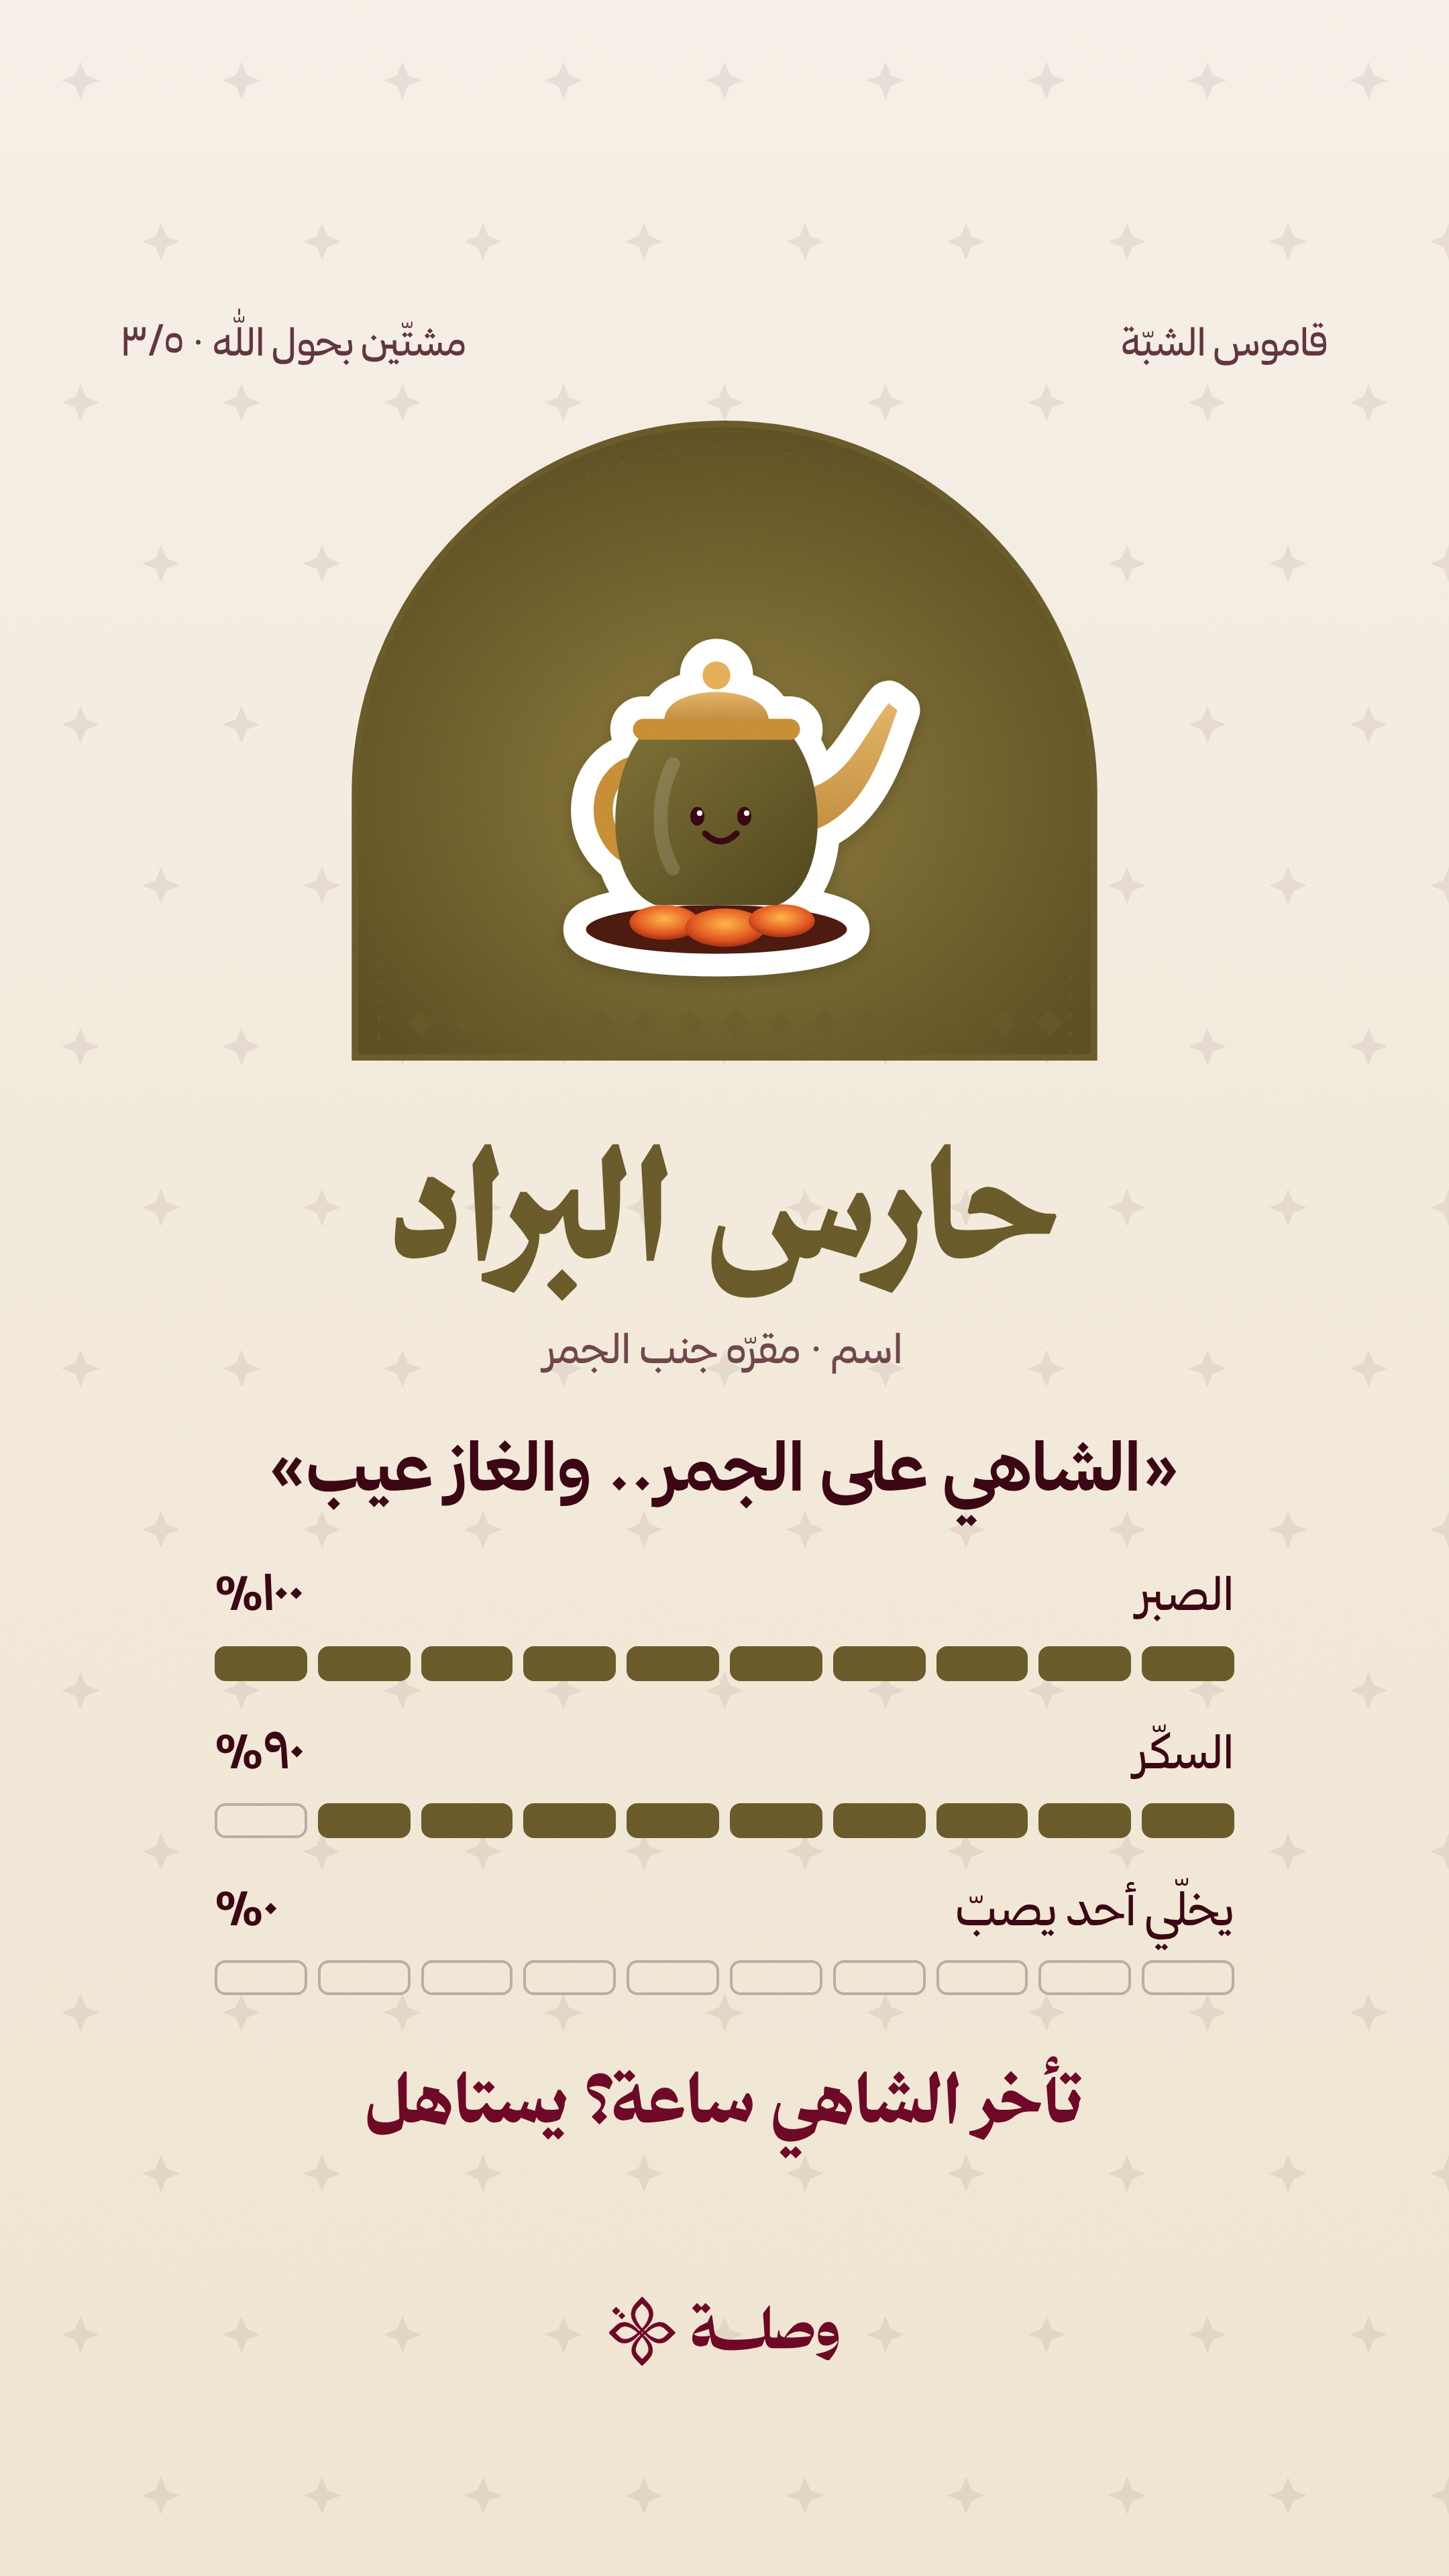 قاموس الشبّة
مشتّين بحول الله · ٣/٥
حارس البراد
اسم · مقرّه جنب الجمر
«الشاهي على الجمر.. والغاز عيب»
الصبر
١٠٠%
السكّر
٩٠%
يخلّي أحد يصبّ
٠%
تأخر الشاهي ساعة؟ يستاهل
وصلـة